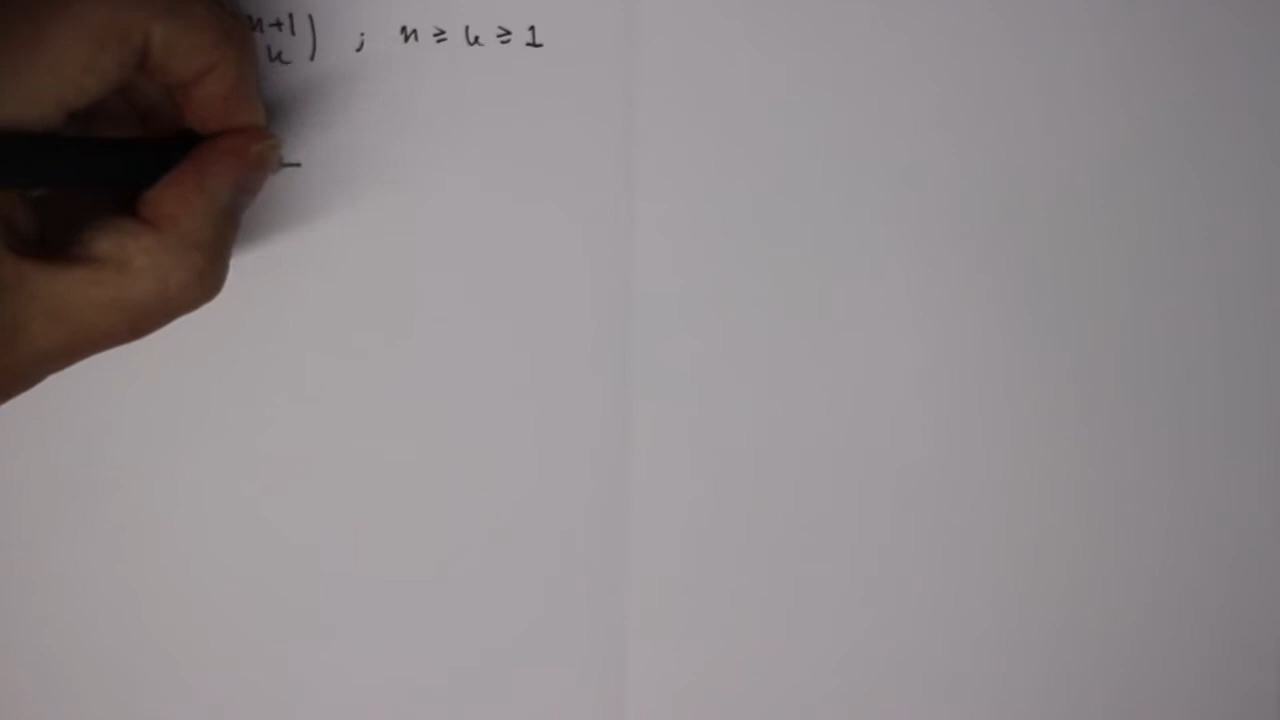 n+1
k) ; n ≥ k ≥ 1